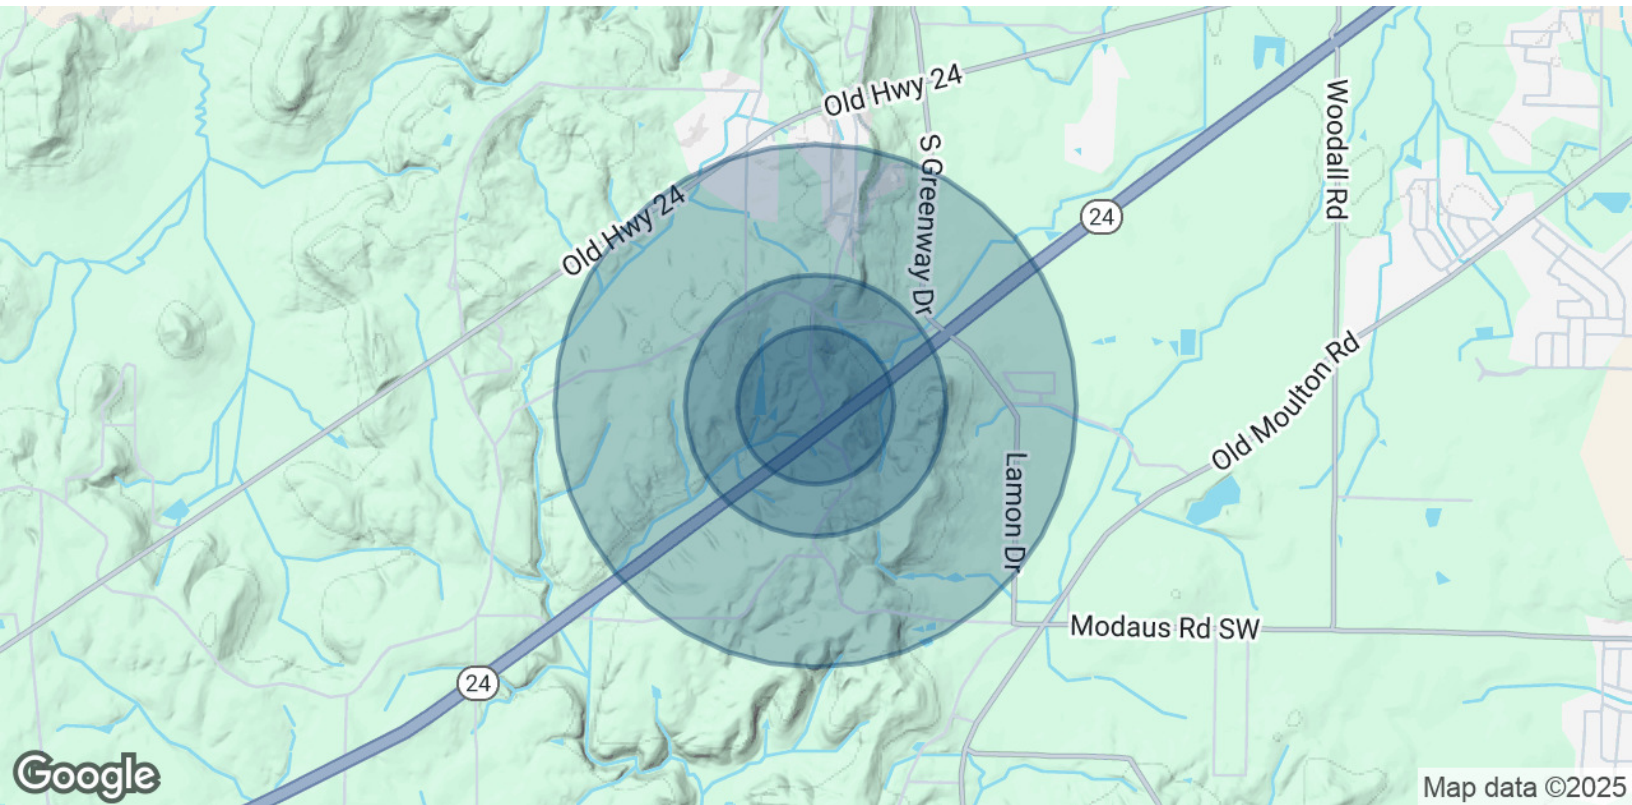 Old Hwy 24
S Greenway Dr
Woodall Rd
Old Hwy 24
24
Old Moulton Rd
Lamon Dr
Modaus Rd SW
24
Google
Map data ©2025